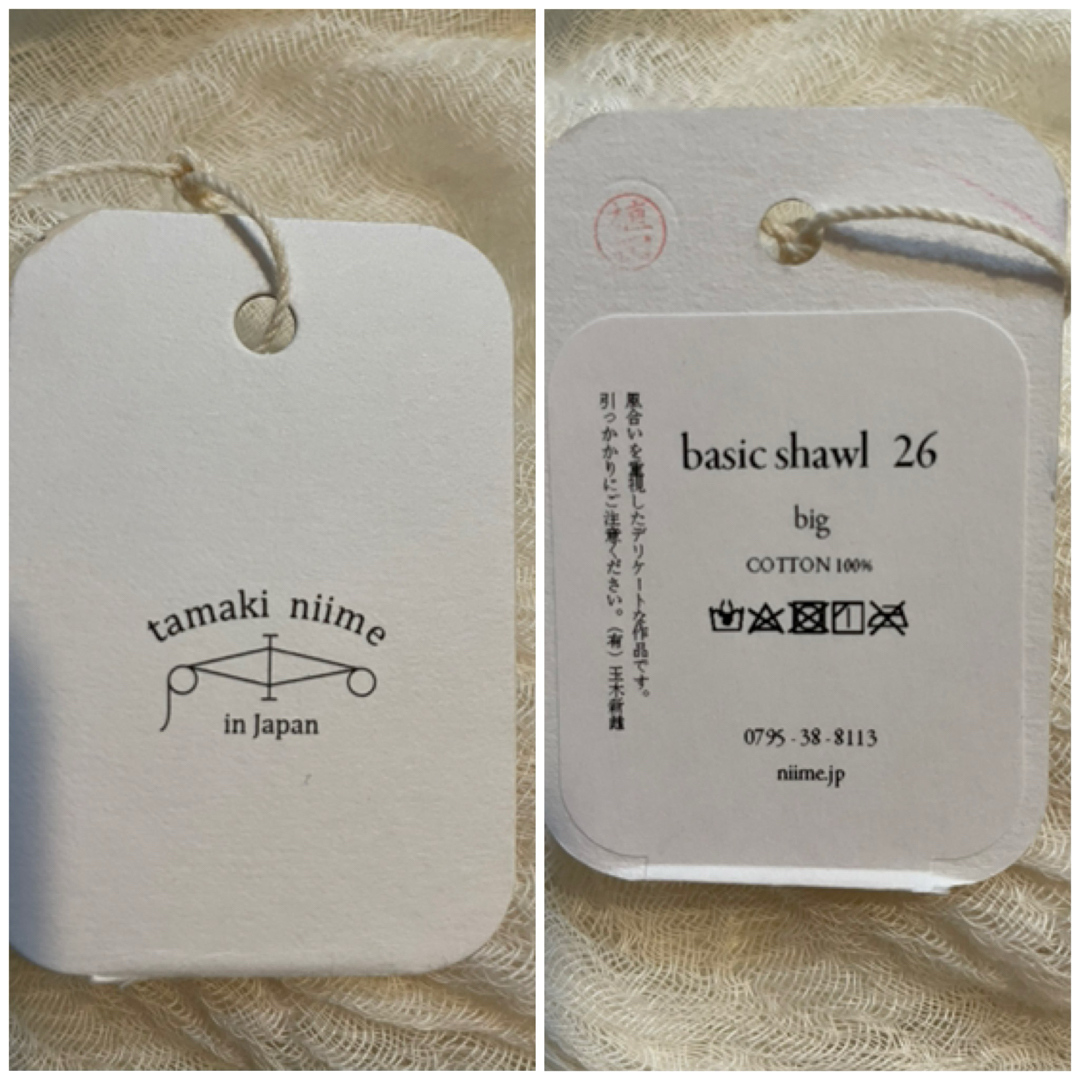 tamaki niime
in Japan
風合いを重視したデリケートな作品です。
引っかかりにご注意ください。（有）玉木新雌
basic shawl 26
big
COTTON 100%
0795-38-8113
niime.jp